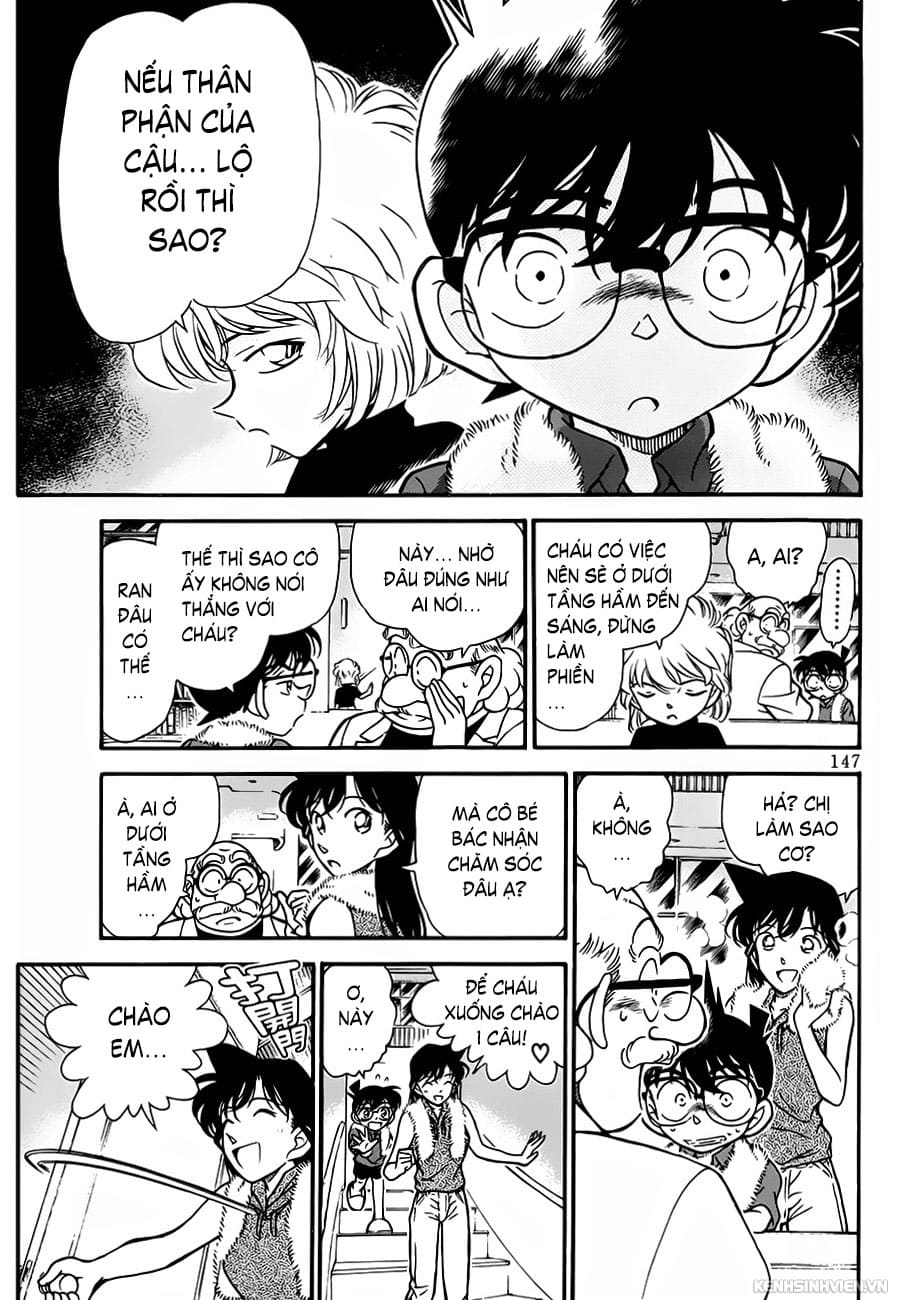 NẾU THÂN
PHẬN CỦA
CẬU... LỘ
RỒI THÌ
SAO?
.........
A, AI?
CHÁU CÓ VIỆC
NÊN SẼ Ở DƯỚI
TẦNG HẦM ĐẾN
SÁNG, ĐỪNG
LÀM
PHIỀN
...
NÀY... NHỜ
ĐÂU ĐÚNG NHƯ
AI NÓI...
THẾ THÌ SAO CÔ
ẤY KHÔNG NÓI
THẲNG VỚI
CHÁU?
RAN
ĐÂU
CÓ THỂ
...
147
HẢ? CHỊ
LÀM SAO
CƠ?
À,
KHÔNG
...
MÀ CÔ BÉ
BÁC NHẬN
CHĂM SÓC
ĐÂU Ạ?
À, AI Ở
DƯỚI
TẦNG
HẦM
...
ĐỂ CHÁU
XUỐNG CHÀO
1 CÂU! ♡
Ơ,
NÀY
...
打開
CHÀO
EM...
KENHSINHVIEN.VN